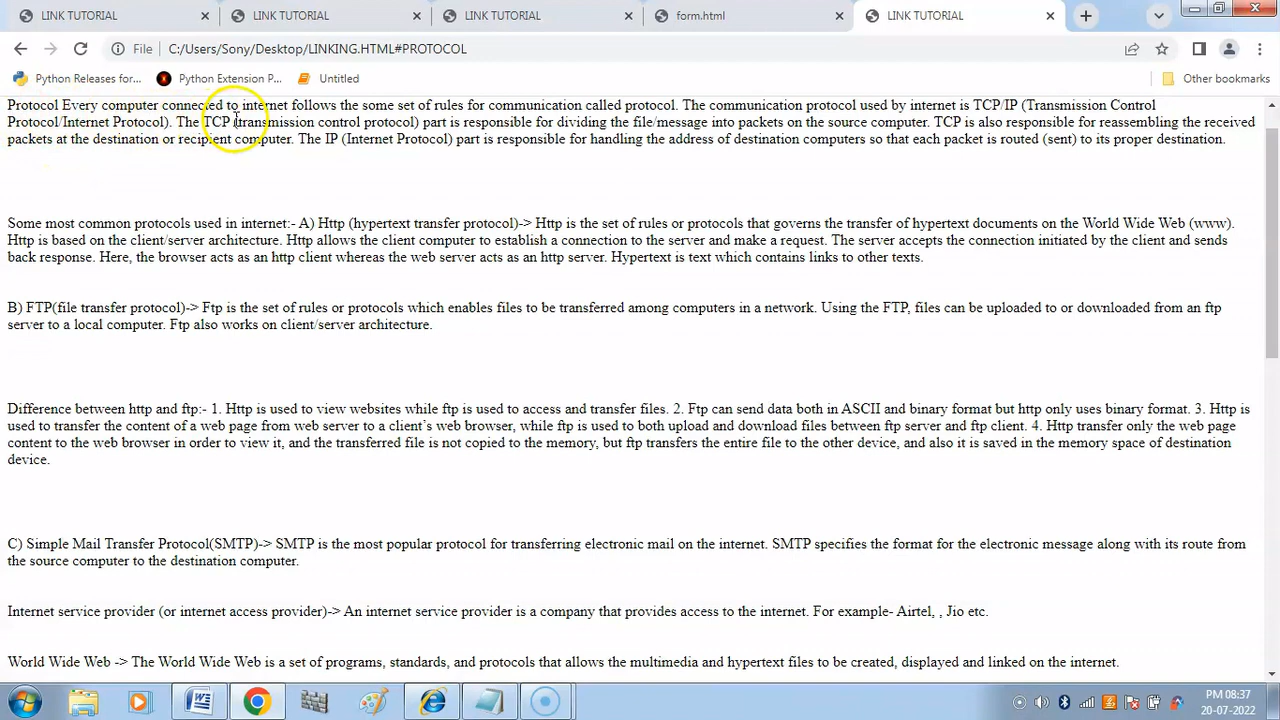 LINK TUTORIAL
LINK TUTORIAL
LINK TUTORIAL
form.html
LINK TUTORIAL
File
C:/Users/Sony/Desktop/LINKING.HTML#PROTOCOL
Python Releases for...
Python Extension P...
Untitled
Other bookmarks
Protocol Every computer connected to internet follows the some set of rules for communication called protocol. The communication protocol used by internet is TCP/IP (Transmission Control
Protocol/Internet Protocol). The TCP (transmission control protocol) part is responsible for dividing the file/message into packets on the source computer. TCP is also responsible for reassembling the received
packets at the destination or recipient computer. The IP (Internet Protocol) part is responsible for handling the address of destination computers so that each packet is routed (sent) to its proper destination.
Some most common protocols used in internet:- A) Http (hypertext transfer protocol)-> Http is the set of rules or protocols that governs the transfer of hypertext documents on the World Wide Web (www).
Http is based on the client/server architecture. Http allows the client computer to establish a connection to the server and make a request. The server accepts the connection initiated by the client and sends
back response. Here, the browser acts as an http client whereas the web server acts as an http server. Hypertext is text which contains links to other texts.
B) FTP(file transfer protocol)-> Ftp is the set of rules or protocols which enables files to be transferred among computers in a network. Using the FTP, files can be uploaded to or downloaded from an ftp
server to a local computer. Ftp also works on client/server architecture.
Difference between http and ftp:- 1. Http is used to view websites while ftp is used to access and transfer files. 2. Ftp can send data both in ASCII and binary format but http only uses binary format. 3. Http is
used to transfer the content of a web page from web server to a client's web browser, while ftp is used to both upload and download files between ftp server and ftp client. 4. Http transfer only the web page
content to the web browser in order to view it, and the transferred file is not copied to the memory, but ftp transfers the entire file to the other device, and also it is saved in the memory space of destination
device.
C) Simple Mail Transfer Protocol(SMTP)-> SMTP is the most popular protocol for transferring electronic mail on the internet. SMTP specifies the format for the electronic message along with its route from
the source computer to the destination computer.
Internet service provider (or internet access provider)-> An internet service provider is a company that provides access to the internet. For example- Airtel, , Jio etc.
World Wide Web -> The World Wide Web is a set of programs, standards, and protocols that allows the multimedia and hypertext files to be created, displayed and linked on the internet.
PM 08:37
20-07-2022